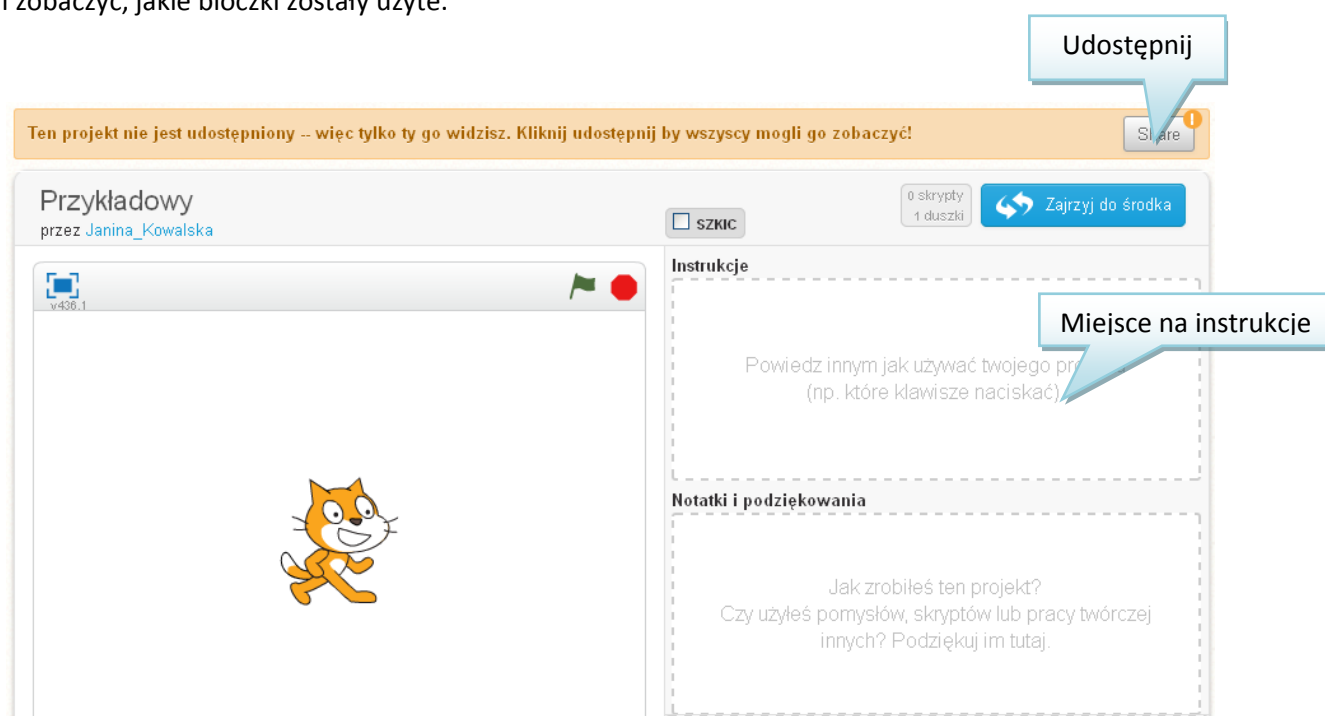 i zobaczyć, jakie bloczki zostały użyte.
Udostępnij
Ten projekt nie jest udostępniony -- więc tylko ty go widzisz. Kliknij udostępnij by wszyscy mogli go zobaczyć!
Share
Przykładowy
przez Janina_Kowalska
SZKIC
0 skrypty
1 duszki
Zajrzyj do środka
v436.1
Instrukcje
Miejsce na instrukcje
Powiedz innym jak używać twojego
(np. które klawisze naciskać)
Notatki i podziękowania
Jak zrobiłeś ten projekt?
Czy użyłeś pomysłów, skryptów lub pracy twórczej
innych? Podziękuj im tutaj.